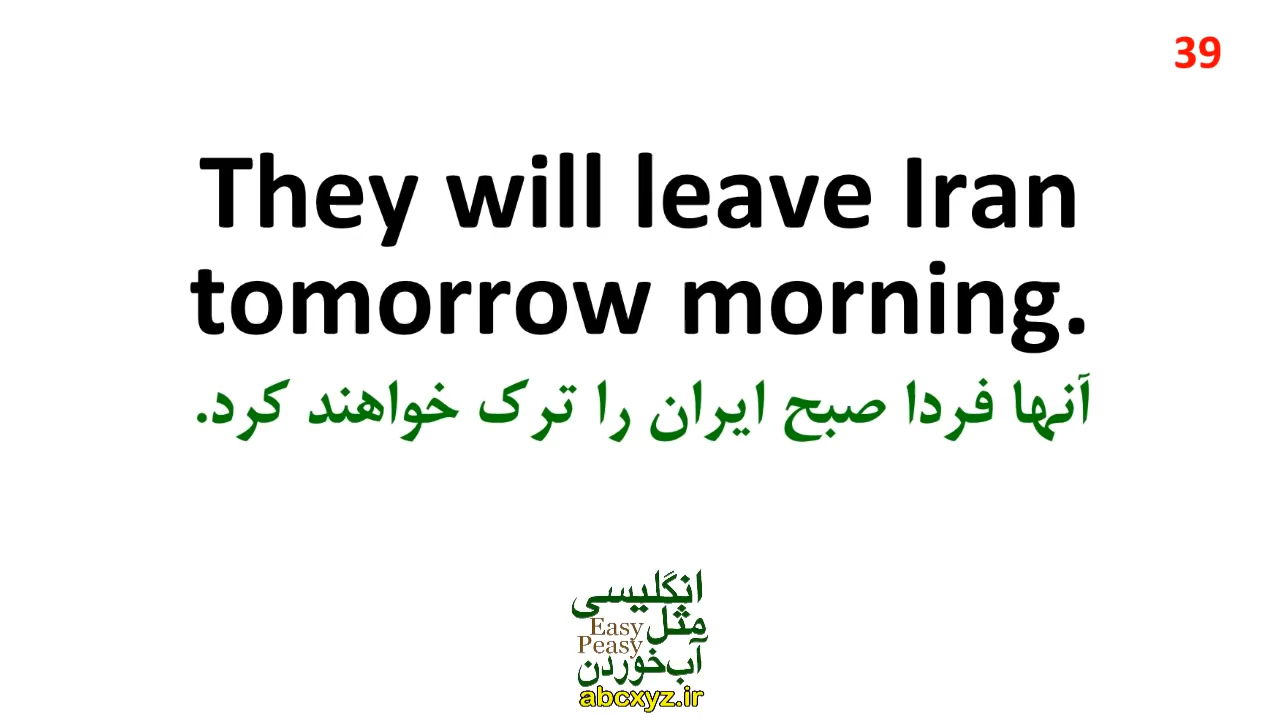 39
They will leave Iran
tomorrow morning.
آنها فردا صبح ایران را ترک خواهند کرد.
انگلیسی
مثل Easy
Peasy
آب‌خوردن
abcxyz.ir